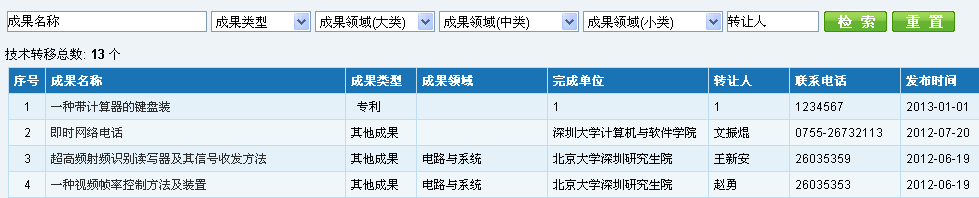 成果名称 成果类型 成果领域(大类) 成果领域(中类) 成果领域(小类) 转让人 检 索 重 置
技术转移总数: 13 个
序号 成果名称 成果类型 成果领域 完成单位 转让人 联系电话 发布时间
1 一种带计算器的键盘装 专利 1 1 1234567 2013-01-01
2 即时网络电话 其他成果 深圳大学计算机与软件学院 文振焜 0755-26732113 2012-07-20
3 超高频射频识别读写器及其信号收发方法 其他成果 电路与系统 北京大学深圳研究生院 王新安 26035359 2012-06-19
4 一种视频帧率控制方法及装置 其他成果 电路与系统 北京大学深圳研究生院 赵勇 26035353 2012-06-19